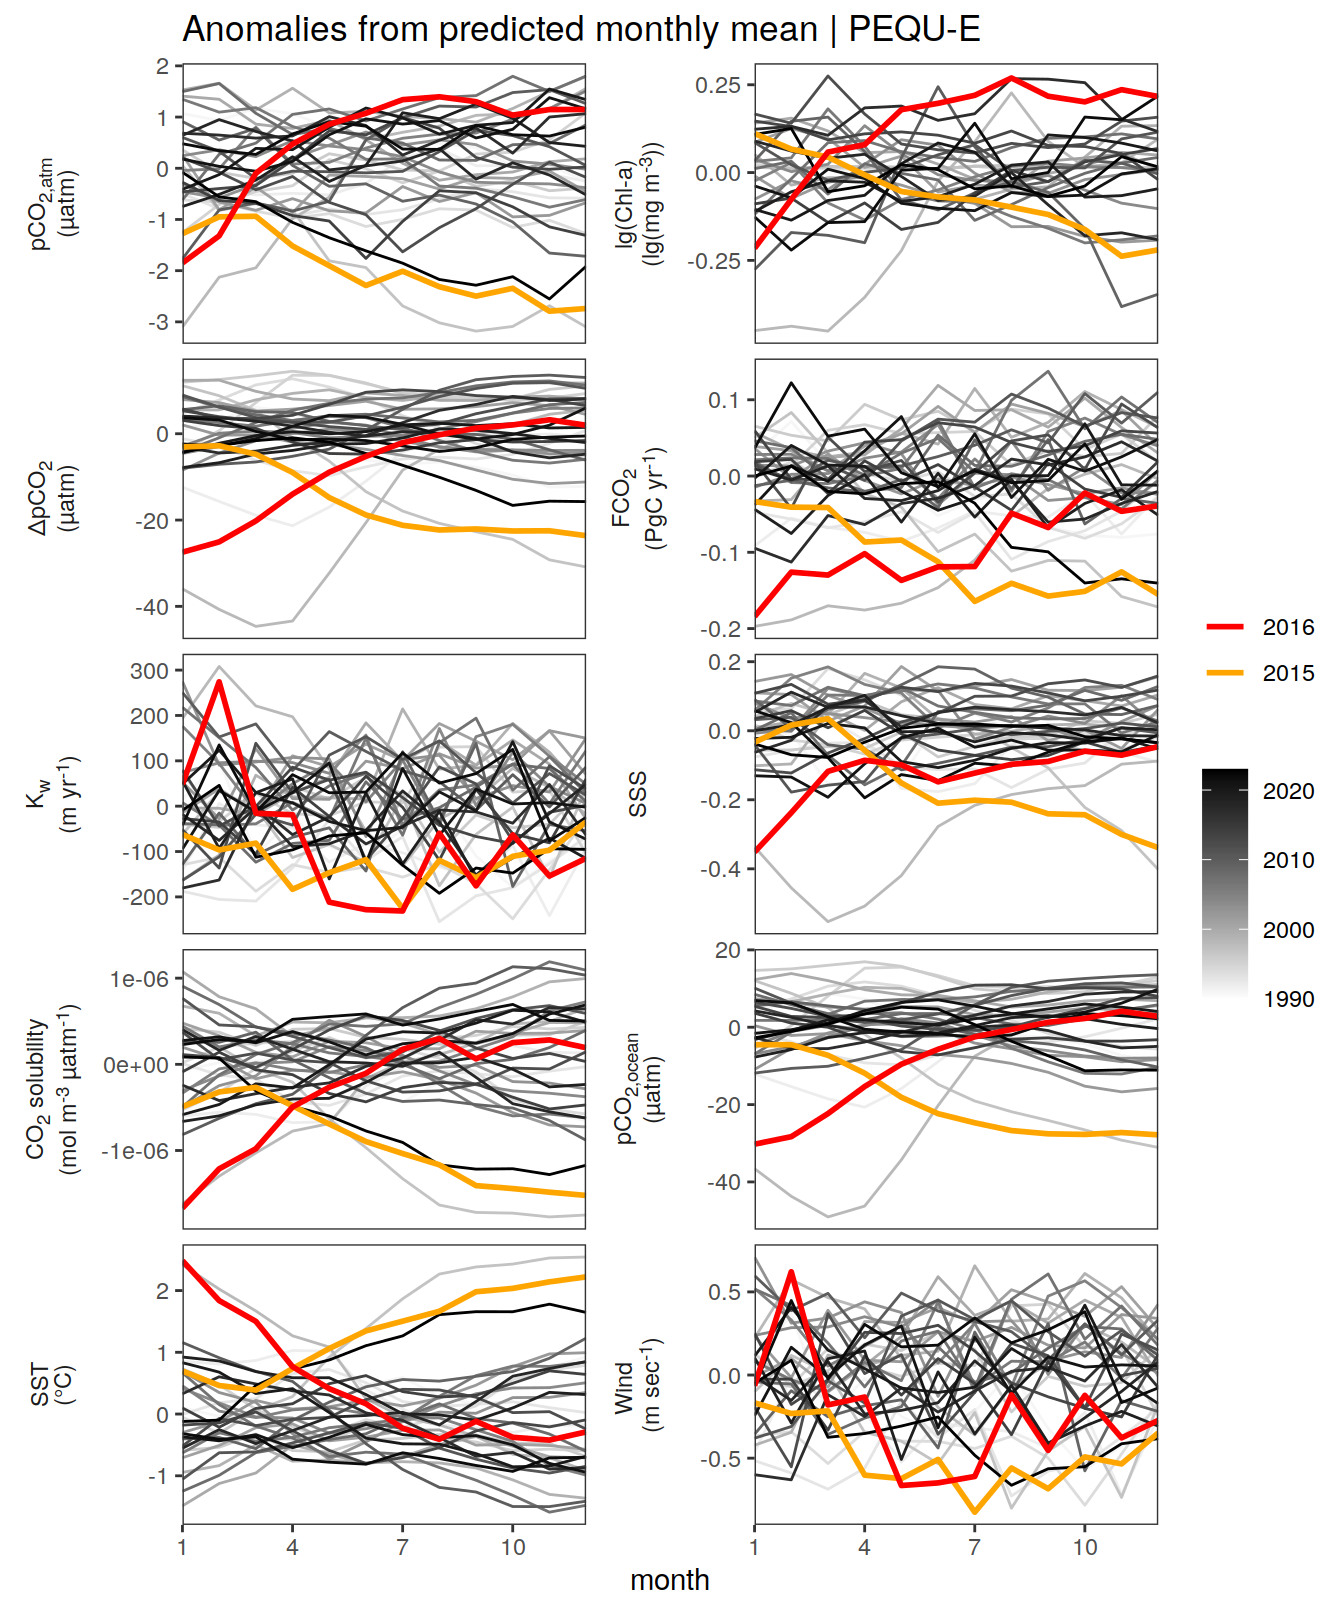 Anomalies from predicted monthly mean | PEQU-E
pCO2,atm
(µatm)
2
1
0
-1
-2
-3
lg(Chl-a)
(lg(mg m-3))
0.25
0.00
-0.25
ΔpCO2
(µatm)
0
-20
-40
FCO2
(PgC yr-1)
0.1
0.0
-0.1
-0.2
Kw
(m yr-1)
300
200
100
0
-100
-200
SSS
0.2
0.0
-0.2
-0.4
CO2 solubility
(mol m-3 µatm-1)
1e-06
0e+00
-1e-06
pCO2,ocean
(µatm)
20
0
-20
-40
SST
(°C)
2
1
0
-1
Wind
(m sec-1)
0.5
0.0
-0.5
1 4 7 10
1 4 7 10
month
2016
2015
2020
2010
2000
1990